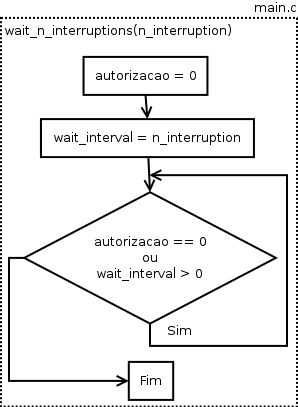 main.c
wait_n_interruptions(n_interruption)
autorizacao = 0
wait_interval = n_interruption
autorizacao == 0
ou
wait_interval > 0
Sim
Fim